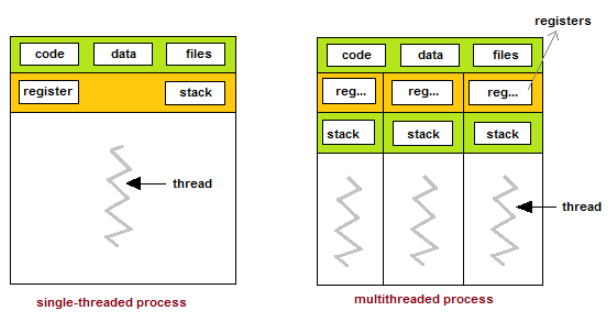 registers
code data files
register stack
thread
single-threaded process
code data files
reg... reg... reg...
stack stack stack
thread
multithreaded process